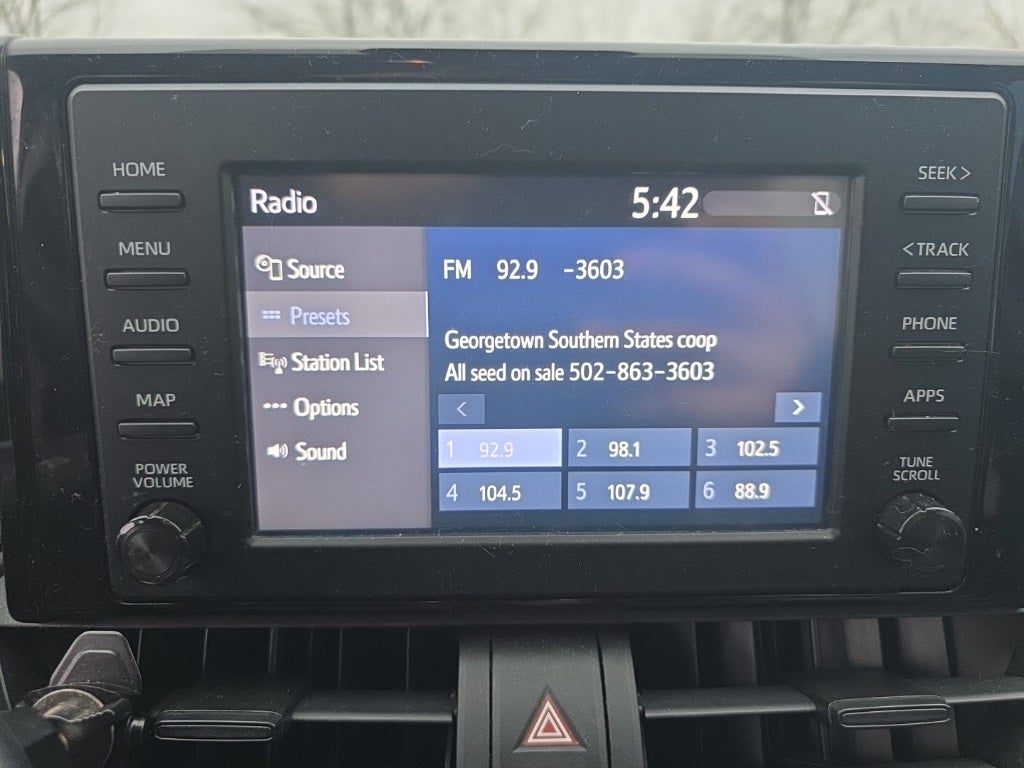 HOME
MENU
AUDIO
MAP
POWER
VOLUME
Radio
5:42
Source
Presets
Station List
Options
Sound
FM 92.9 -3603
Georgetown Southern States coop
All seed on sale 502-863-3603
< >
1 92.9 2 98.1 3 102.5
4 104.5 5 107.9 6 88.9
SEEK >
< TRACK
PHONE
APPS
TUNE
SCROLL